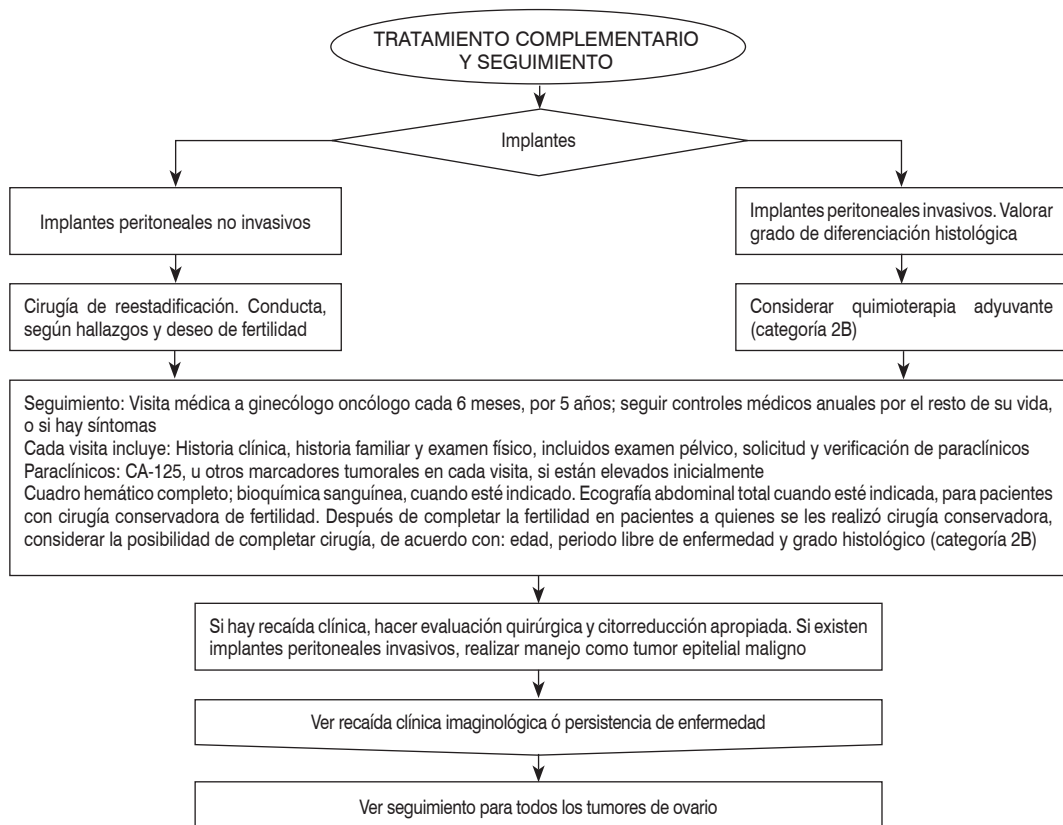 TRATAMIENTO COMPLEMENTARIO
Y SEGUIMIENTO
Implantes
Implantes peritoneales no invasivos
Implantes peritoneales invasivos. Valorar
grado de diferenciación histológica
Cirugía de reestadificación. Conducta,
según hallazgos y deseo de fertilidad
Considerar quimioterapia adyuvante
(categoría 2B)
Seguimiento: Visita médica a ginecólogo oncólogo cada 6 meses, por 5 años; seguir controles médicos anuales por el resto de su vida,
o si hay síntomas
Cada visita incluye: Historia clínica, historia familiar y examen físico, incluidos examen pélvico, solicitud y verificación de paraclínicos
Paraclínicos: CA-125, u otros marcadores tumorales en cada visita, si están elevados inicialmente
Cuadro hemático completo; bioquímica sanguínea, cuando esté indicado. Ecografía abdominal total cuando esté indicada, para pacientes
con cirugía conservadora de fertilidad. Después de completar la fertilidad en pacientes a quienes se les realizó cirugía conservadora,
considerar la posibilidad de completar cirugía, de acuerdo con: edad, periodo libre de enfermedad y grado histológico (categoría 2B)
Si hay recaída clínica, hacer evaluación quirúrgica y citorreducción apropiada. Si existen
implantes peritoneales invasivos, realizar manejo como tumor epitelial maligno
Ver recaída clínica imaginológica ó persistencia de enfermedad
Ver seguimiento para todos los tumores de ovario